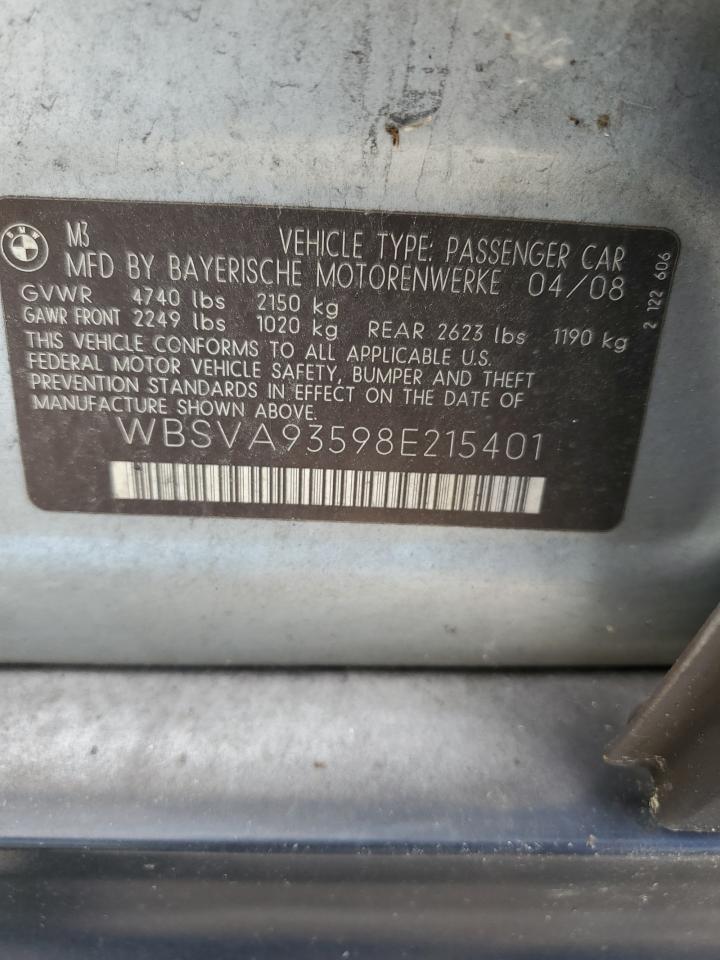 BMW
M3
VEHICLE TYPE: PASSENGER CAR
MFD BY BAYERISCHE MOTORENWERKE 04/08
GVWR 4740 lbs 2150 kg
GAWR FRONT 2249 lbs 1020 kg REAR 2623 lbs 1190 kg
THIS VEHICLE CONFORMS TO ALL APPLICABLE U.S.
FEDERAL MOTOR VEHICLE SAFETY, BUMPER AND THEFT
PREVENTION STANDARDS IN EFFECT ON THE DATE OF
MANUFACTURE SHOWN ABOVE.
WBSVA93598E215401
2 122 606